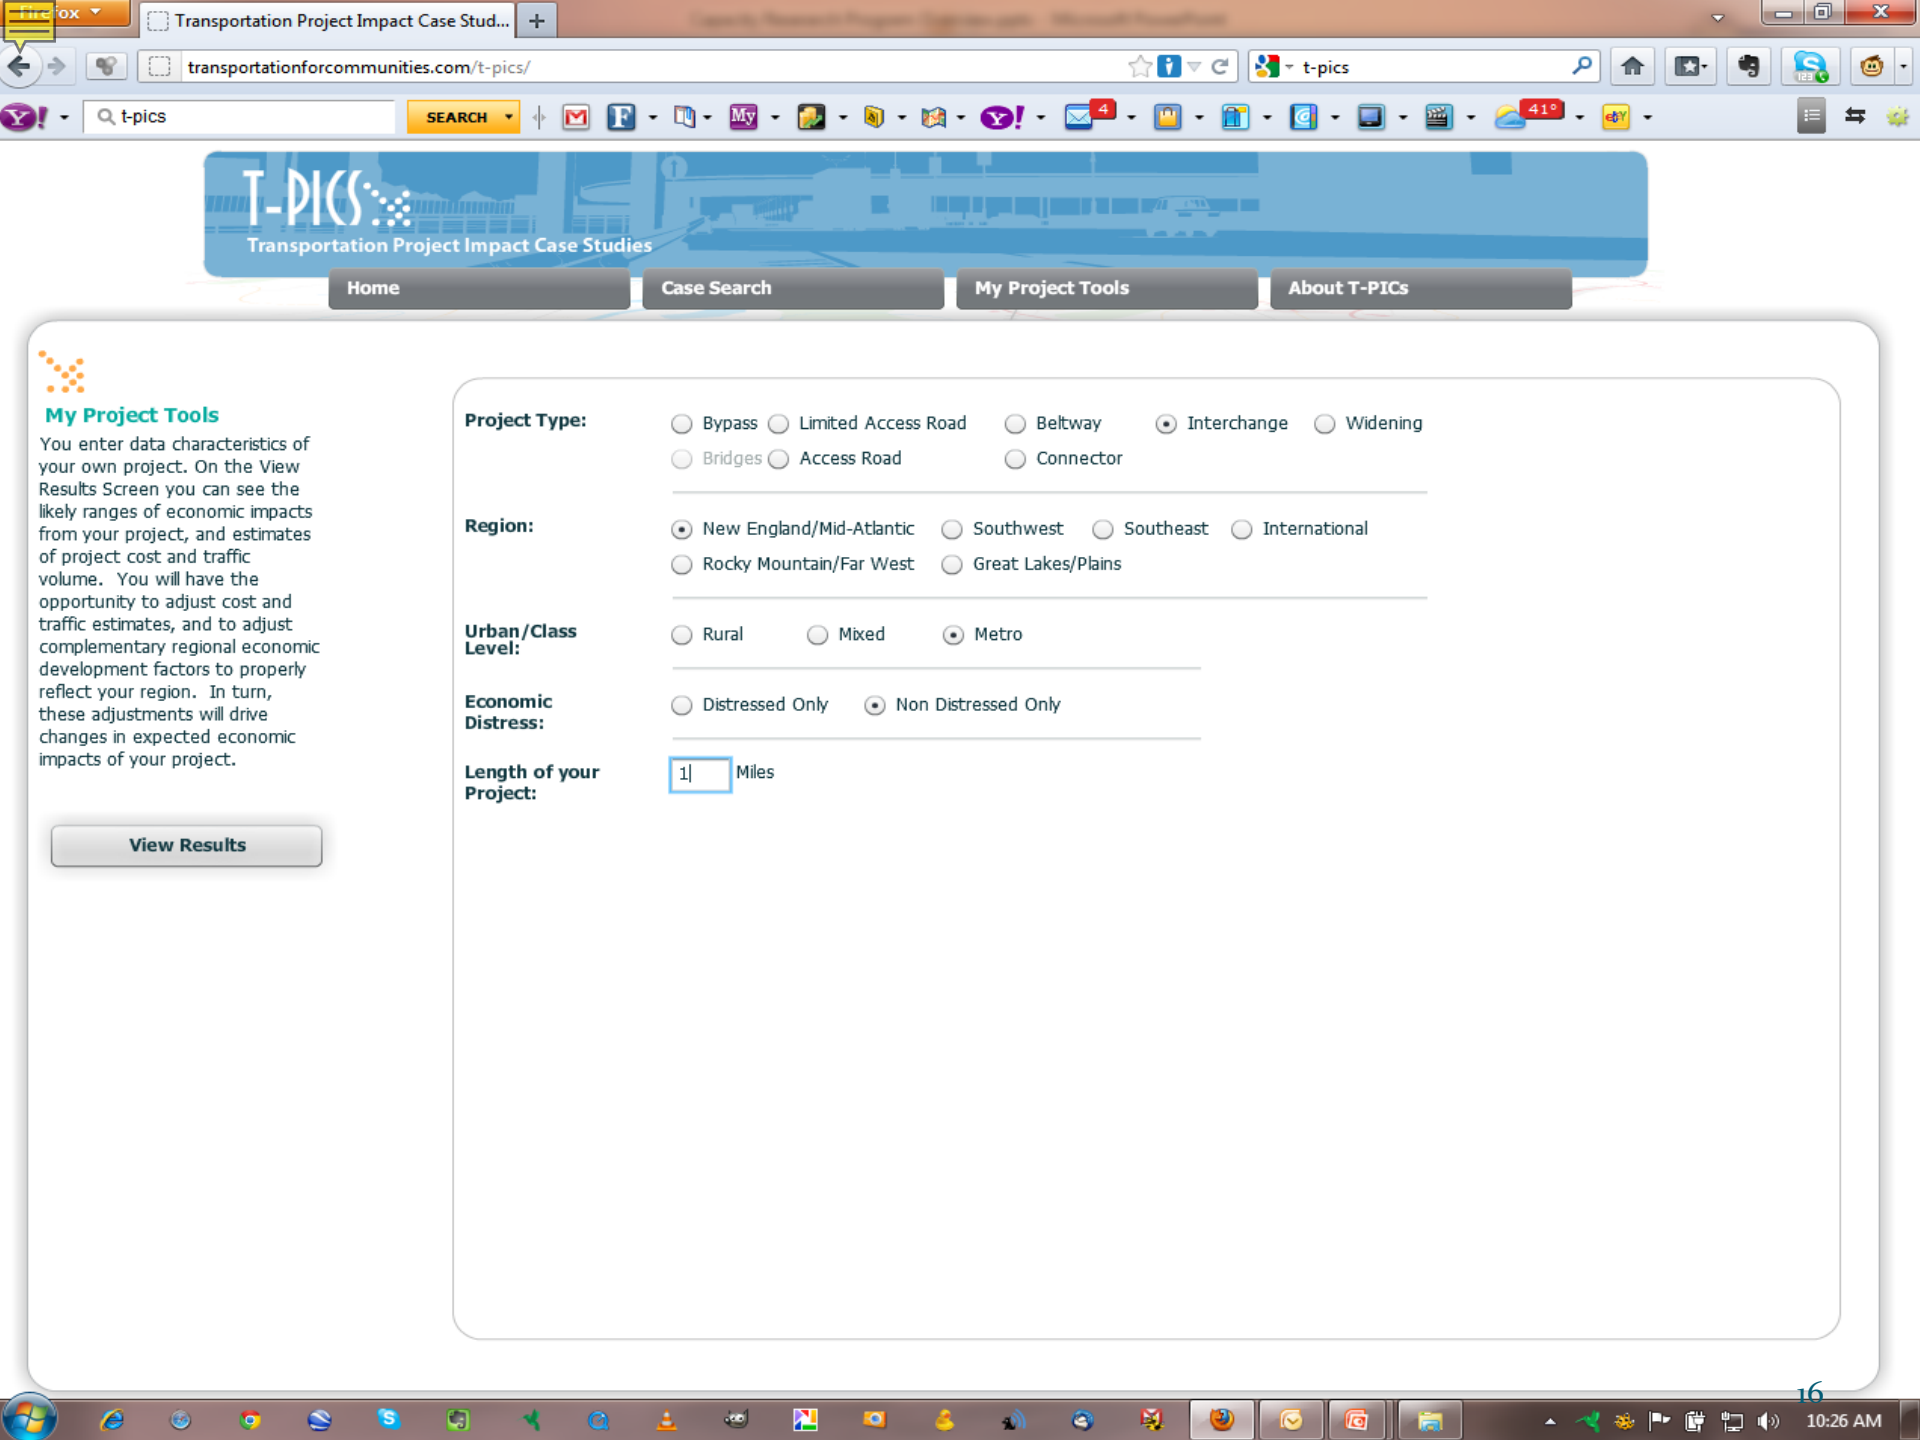 Firefox
Transportation Project Impact Case Stud...
transportationforcommunities.com/t-pics/
t-pics
t-pics
SEARCH
My
4
41°
T-PICS
Transportation Project Impact Case Studies
Home
Case Search
My Project Tools
About T-PICs
My Project Tools
You enter data characteristics of
your own project. On the View
Results Screen you can see the
likely ranges of economic impacts
from your project, and estimates
of project cost and traffic
volume. You will have the
opportunity to adjust cost and
traffic estimates, and to adjust
complementary regional economic
development factors to properly
reflect your region. In turn,
these adjustments will drive
changes in expected economic
impacts of your project.
View Results
Project Type:
Bypass Limited Access Road Beltway Interchange Widening
Bridges Access Road Connector
Region:
New England/Mid-Atlantic Southwest Southeast International
Rocky Mountain/Far West Great Lakes/Plains
Urban/Class
Level:
Rural Mixed Metro
Economic
Distress:
Distressed Only Non Distressed Only
Length of your
Project:
1 Miles
16
10:26 AM